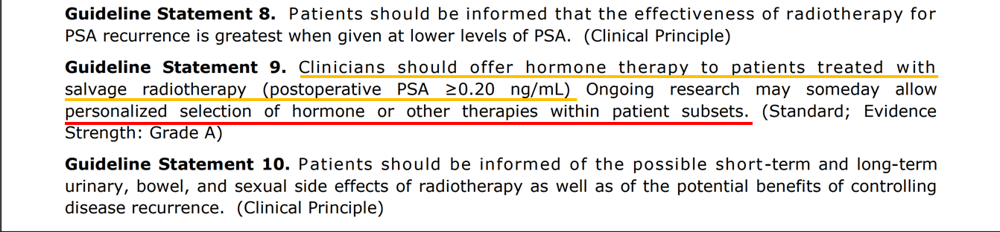 Guideline Statement 8. Patients should be informed that the effectiveness of radiotherapy for
PSA recurrence is greatest when given at lower levels of PSA. (Clinical Principle)
Guideline Statement 9. Clinicians should offer hormone therapy to patients treated with
salvage radiotherapy (postoperative PSA ≥0.20 ng/mL) Ongoing research may someday allow
personalized selection of hormone or other therapies within patient subsets. (Standard; Evidence
Strength: Grade A)
Guideline Statement 10. Patients should be informed of the possible short-term and long-term
urinary, bowel, and sexual side effects of radiotherapy as well as of the potential benefits of controlling
disease recurrence. (Clinical Principle)